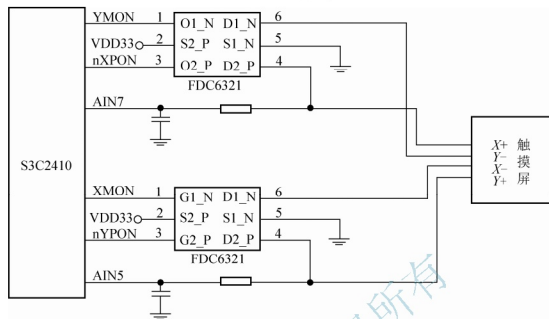 YMON 1 O1_N D1_N 6
VDD33 2 S2_P S1_N 5
nXPON 3 O2_P D2_P 4
FDC6321
AIN7
S3C2410
X+ 触
Y− 摸
X− 屏
Y+
XMON 1 G1_N D1_N 6
VDD33 2 S2_P S1_N 5
nYPON 3 G2_P D2_P 4
FDC6321
AIN5
所有